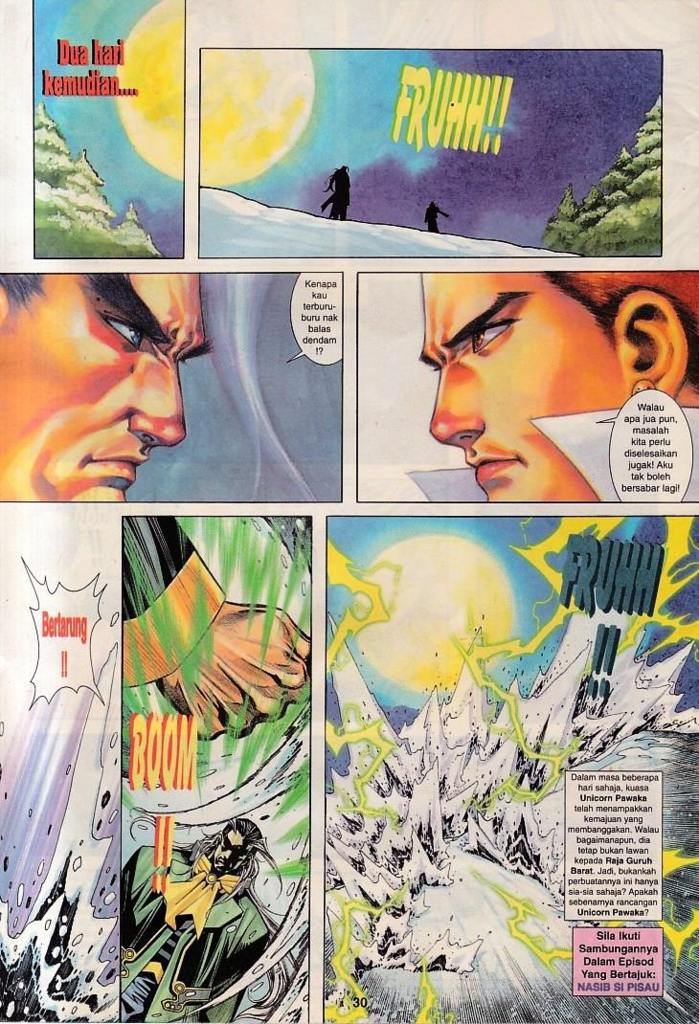 Dua hari
kemudian....
FRUHH!!
Kenapa
kau
terburu-
buru nak
balas
dendam
!?
Walau
apa jua pun,
masalah
kita perlu
diselesaikan
jugak! Aku
tak boleh
bersabar lagi!
Bertarung
!!
BOOM
!!
FRUHH
!!
Dalam masa beberapa
hari sahaja, kuasa
Unicorn Pawaka
telah menampakkan
kemajuan yang
membanggakan. Walau
bagaimanapun, dia
tetap bukan lawan
kepada Raja Guruh
Barat. Jadi, bukankah
perbuatannya ini hanya
sia-sia sahaja? Apakah
sebenarnya rancangan
Unicorn Pawaka?
Sila Ikuti
Sambungannya
Dalam Episod
Yang Bertajuk:
NASIB SI PISAU
30